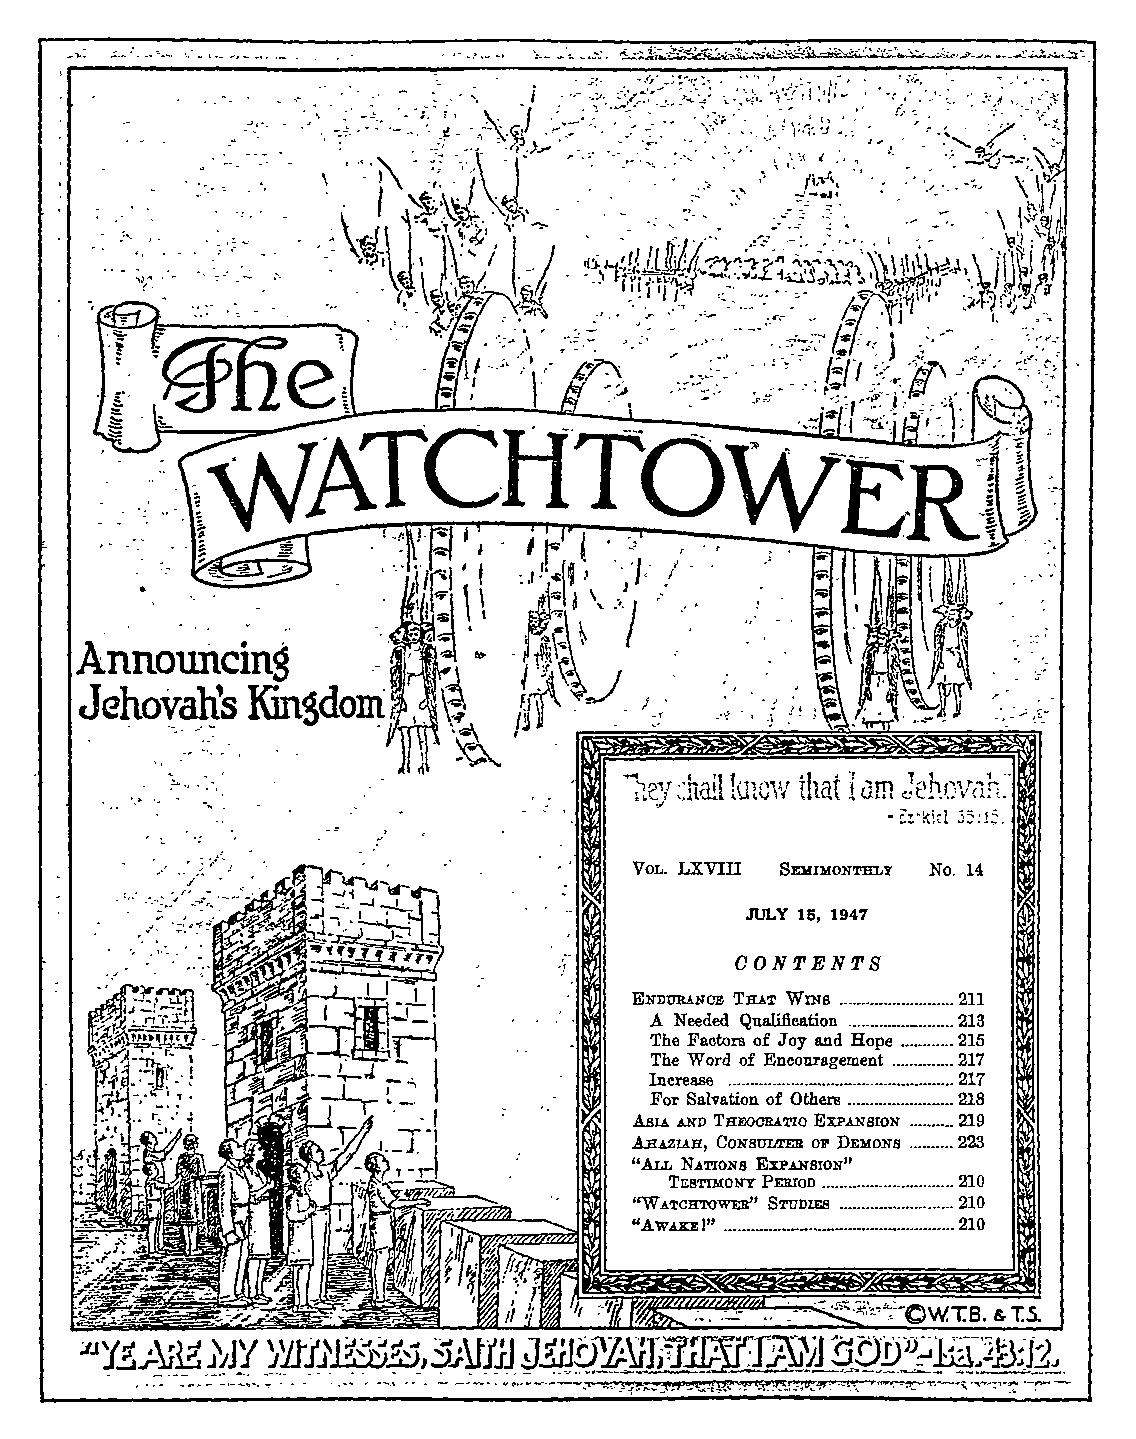 The
WATCHTOWER
Announcing
Jehovah's Kingdom
They shall know that I am Jehovah."
- Ezekiel 35:15.
VOL. LXVIII SEMIMONTHLY No. 14
JULY 15, 1947
CONTENTS
ENDURANCE THAT WINS ........................ 211
A Needed Qualification ...................... 213
The Factors of Joy and Hope ........... 215
The Word of Encouragement ............. 217
Increase ................................................ 217
For Salvation of Others ...................... 218
ASIA AND THEOCRATIC EXPANSION ......... 219
AHAZIAH, CONSULTER OF DEMONS ......... 223
"ALL NATIONS EXPANSION"
TESTIMONY PERIOD ............................ 210
"WATCHTOWER" STUDIES ........................ 210
"AWAKE!" ................................................ 210
©W.T.B. & T.S.
"YE ARE MY WITNESSES, SAITH JEHOVAH, THAT I AM GOD"-Isa. 43:12.